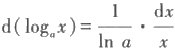 d(logₐx) = 1/ln a · dx/x